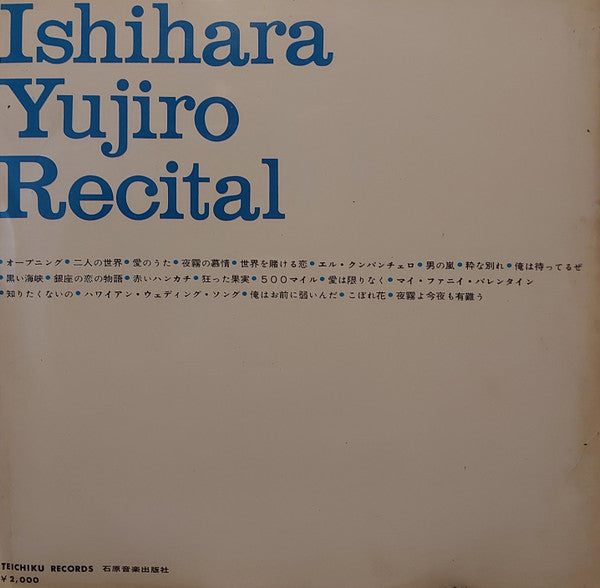 Ishihara
Yujiro
Recital
●オープニング●二人の世界●愛のうた●夜霧の慕情●世界を賭ける恋●エル・クンバンチェロ●男の嵐●粋な別れ●俺は待ってるぜ
●黒い海峡●銀座の恋の物語●赤いハンカチ●狂った果実●500マイル●愛は限りなく●マイ・ファニイ・バレンタイン
●知りたくないの●ハワイアン・ウェディング・ソング●俺はお前に弱いんだ●こぼれ花●夜霧よ今夜も有難う
TEICHIKU RECORDS 石原音楽出版社
¥2,000